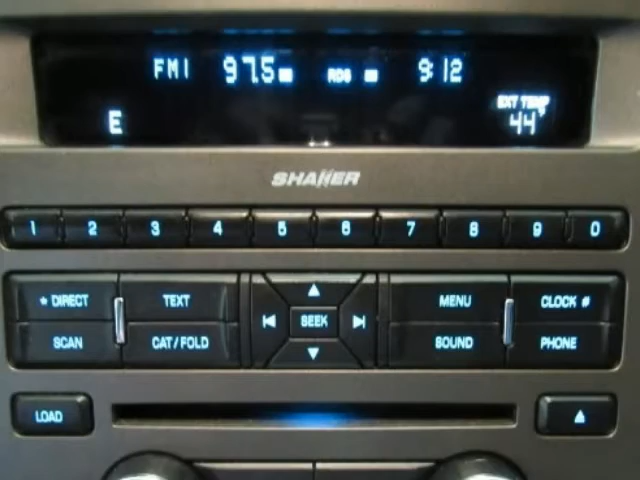 FM1 97.5 RDS 9:12
EXT TEMP
E 44°
SHAKER
1 2 3 4 5 6 7 8 9 0
* DIRECT TEXT MENU CLOCK #
SEEK
SCAN CAT/FOLD SOUND PHONE
LOAD